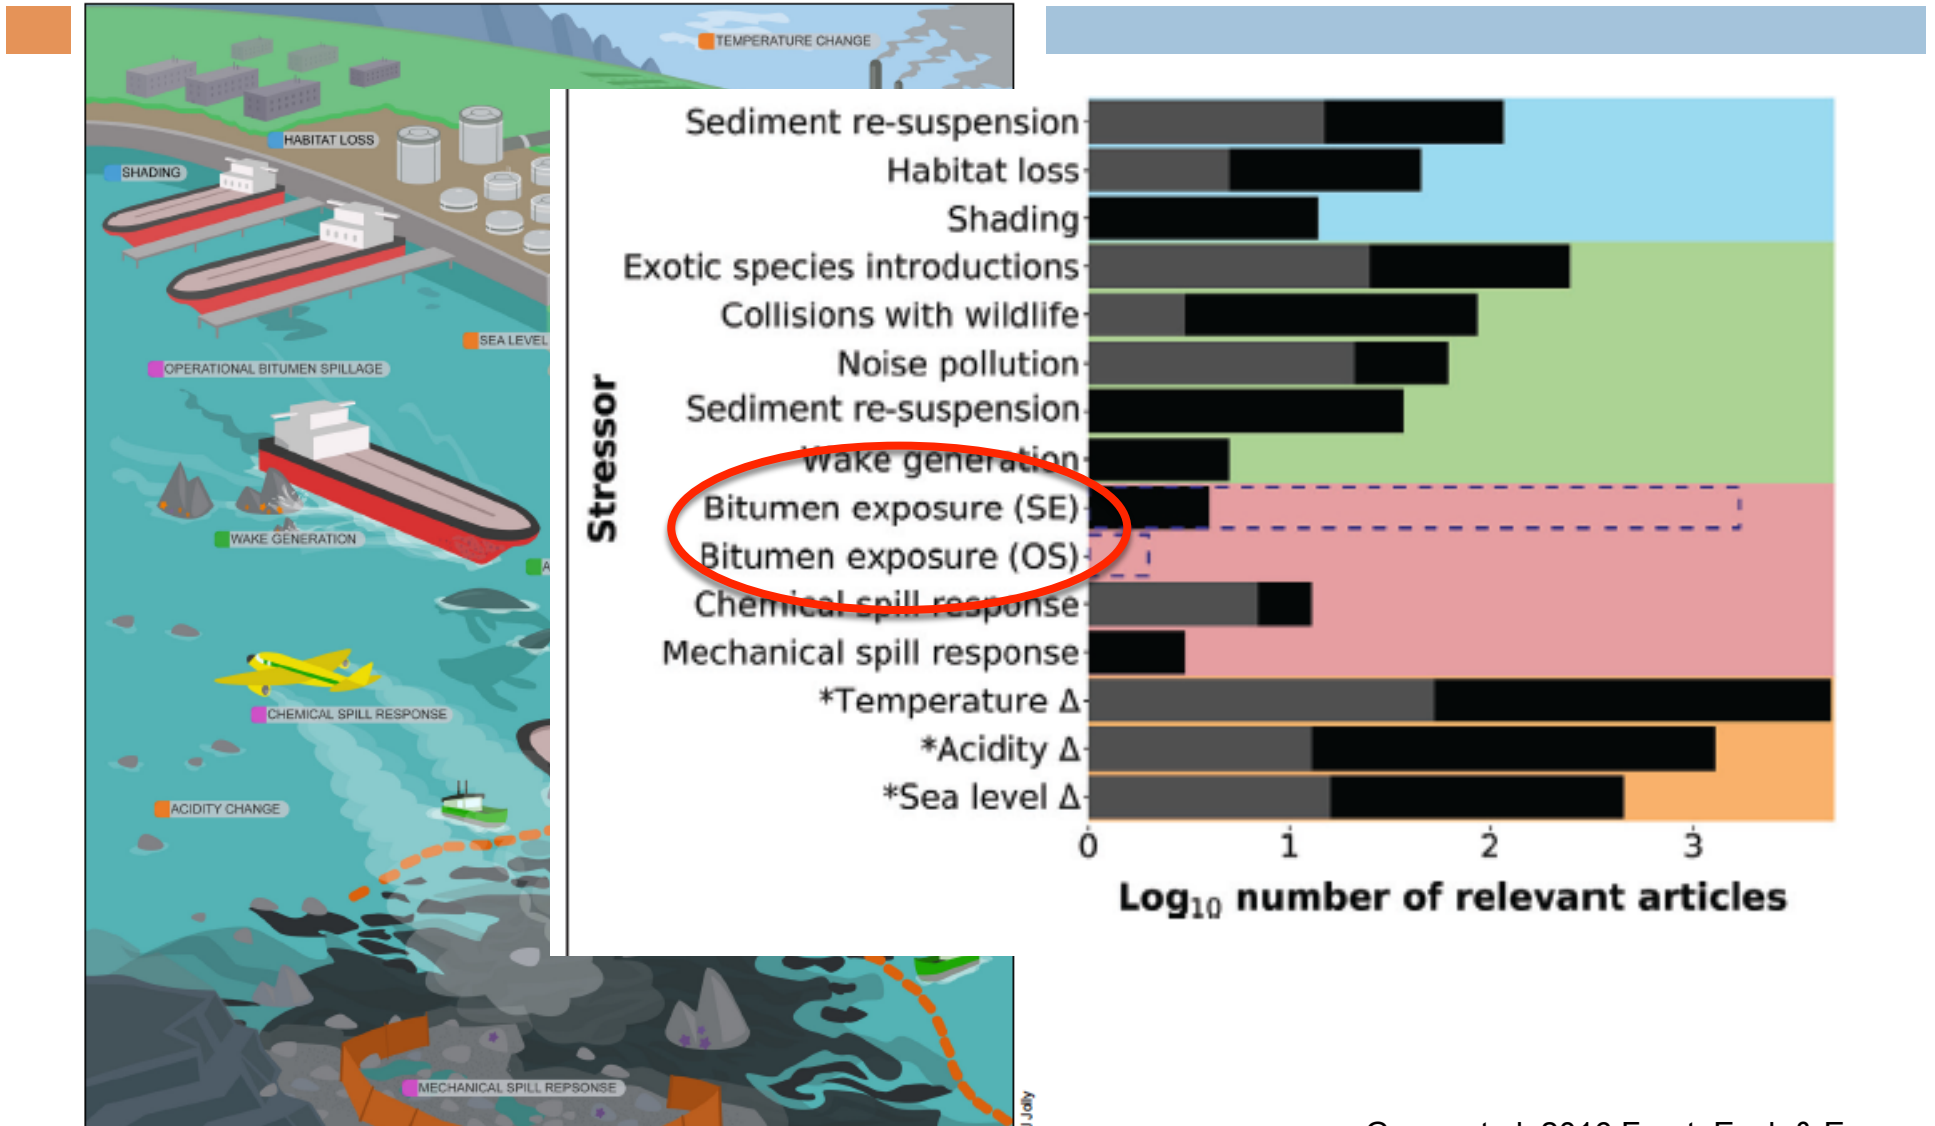 TEMPERATURE CHANGE
HABITAT LOSS
SHADING
SEA LEVEL
OPERATIONAL BITUMEN SPILLAGE
WAKE GENERATION
A
CHEMICAL SPILL RESPONSE
ACIDITY CHANGE
MECHANICAL SPILL REPSONSE
Stressor
Sediment re-suspension
Habitat loss
Shading
Exotic species introductions
Collisions with wildlife
Noise pollution
Sediment re-suspension
Wake generation
Bitumen exposure (SE)
Bitumen exposure (OS)
Chemical spill response
Mechanical spill response
*Temperature Δ
*Acidity Δ
*Sea level Δ
0 1 2 3
Log₁₀ number of relevant articles
Jolly